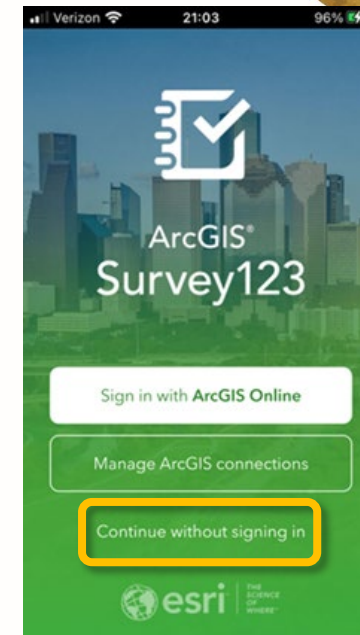 Verizon 21:03 96%
ArcGIS®
Survey123
Sign in with ArcGIS Online
Manage ArcGIS connections
Continue without signing in
esri THE SCIENCE OF WHERE™